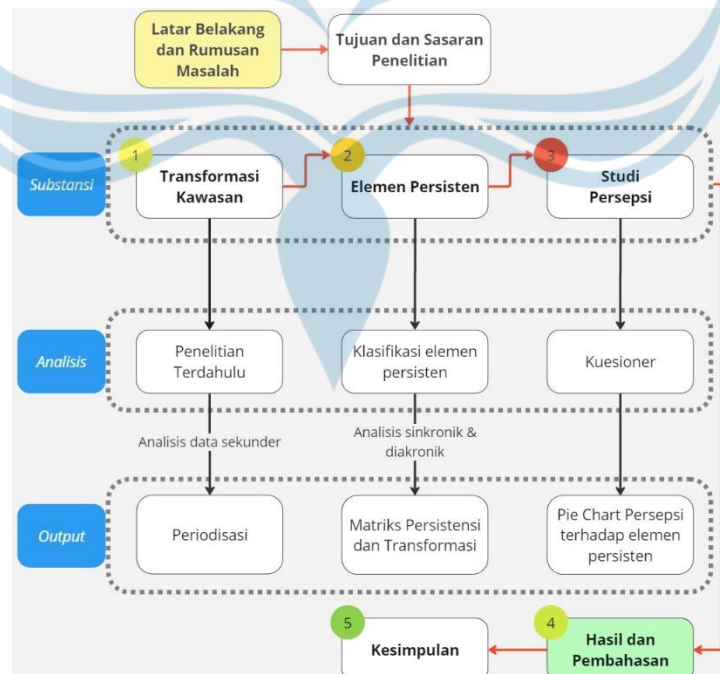 Latar Belakang
dan Rumusan
Masalah
Tujuan dan Sasaran
Penelitian
Substansi
1
Transformasi
Kawasan
2
Elemen Persisten
3
Studi
Persepsi
Analisis
Penelitian
Terdahulu
Klasifikasi elemen
persisten
Kuesioner
Analisis data sekunder
Analisis sinkronik &
diakronik
Output
Periodisasi
Matriks Persistensi
dan Transformasi
Pie Chart Persepsi
terhadap elemen
persisten
5
Kesimpulan
4
Hasil dan
Pembahasan